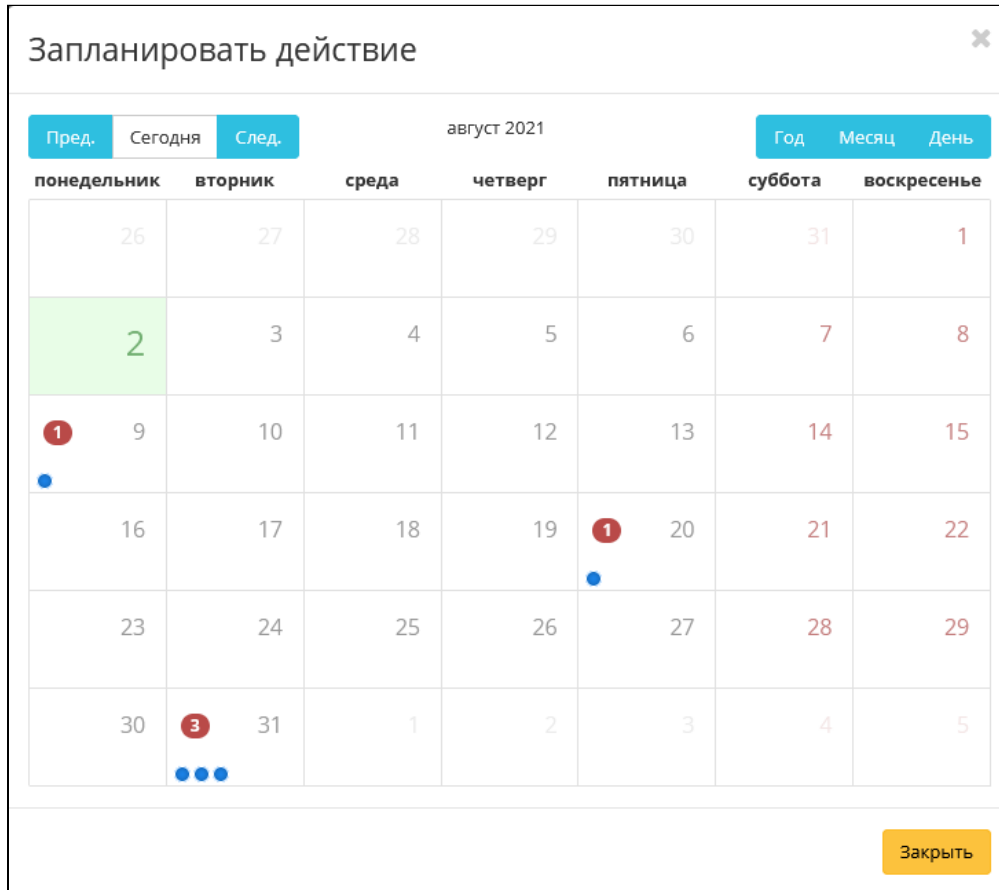 Запланировать действие ×
Пред. Сегодня След. август 2021 Год Месяц День
понедельник вторник среда четверг пятница суббота воскресенье
26 27 28 29 30 31 1
2 3 4 5 6 7 8
1 9 10 11 12 13 14 15
16 17 18 19 1 20 21 22
23 24 25 26 27 28 29
30 3 31 1 2 3 4 5
Закрыть